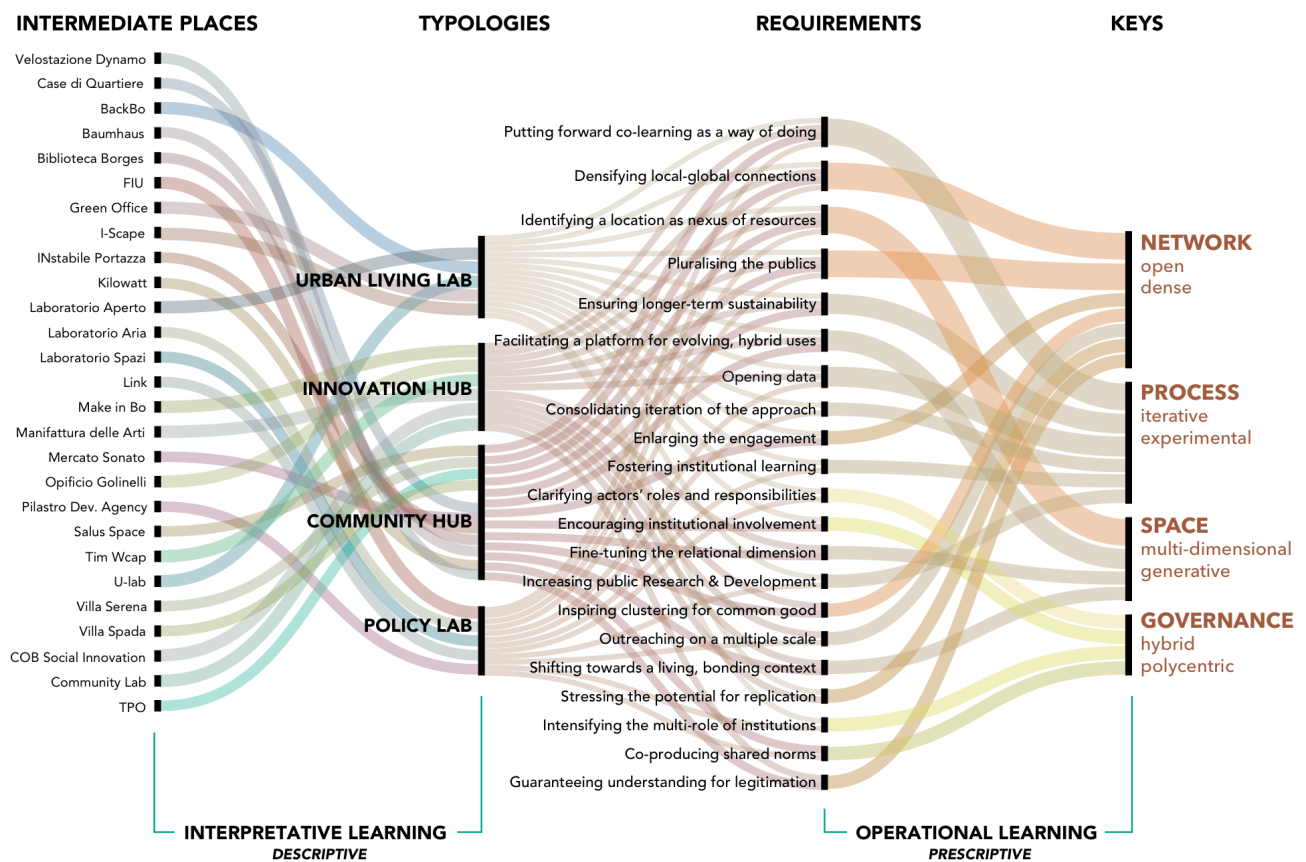 INTERMEDIATE PLACES
TYPOLOGIES
REQUIREMENTS
KEYS
Velostazione Dynamo
Case di Quartiere
BackBo
Baumhaus
Biblioteca Borges
FIU
Green Office
I-Scape
INstabile Portazza
Kilowatt
Laboratorio Aperto
Laboratorio Aria
Laboratorio Spazi
Link
Make in Bo
Manifattura delle Arti
Mercato Sonato
Opificio Golinelli
Pilastro Dev. Agency
Salus Space
Tim Wcap
U-lab
Villa Serena
Villa Spada
COB Social Innovation
Community Lab
TPO
URBAN LIVING LAB
INNOVATION HUB
COMMUNITY HUB
POLICY LAB
Putting forward co-learning as a way of doing
Densifying local-global connections
Identifying a location as nexus of resources
Pluralising the publics
Ensuring longer-term sustainability
Facilitating a platform for evolving, hybrid uses
Opening data
Consolidating iteration of the approach
Enlarging the engagement
Fostering institutional learning
Clarifying actors' roles and responsibilities
Encouraging institutional involvement
Fine-tuning the relational dimension
Increasing public Research & Development
Inspiring clustering for common good
Outreaching on a multiple scale
Shifting towards a living, bonding context
Stressing the potential for replication
Intensifying the multi-role of institutions
Co-producing shared norms
Guaranteeing understanding for legitimation
NETWORK
open
dense
PROCESS
iterative
experimental
SPACE
multi-dimensional
generative
GOVERNANCE
hybrid
polycentric
INTERPRETATIVE LEARNING
DESCRIPTIVE
OPERATIONAL LEARNING
PRESCRIPTIVE